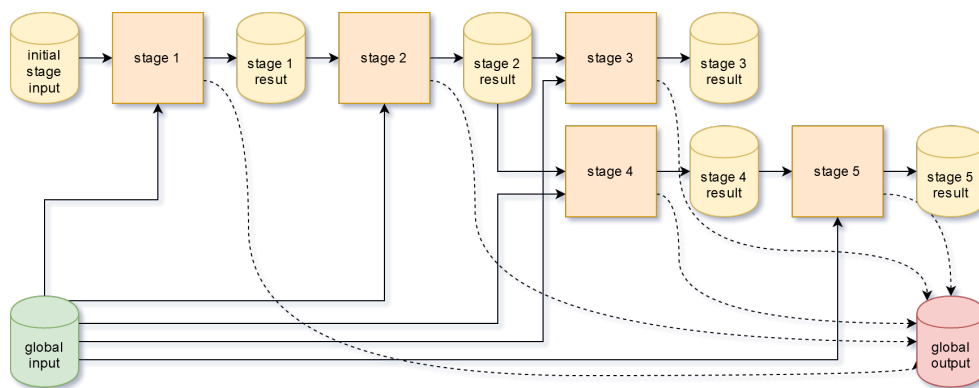 initial
stage
input
stage 1
stage 1
resut
stage 2
stage 2
result
stage 3
stage 3
result
stage 4
stage 4
result
stage 5
stage 5
result
global
input
global
output